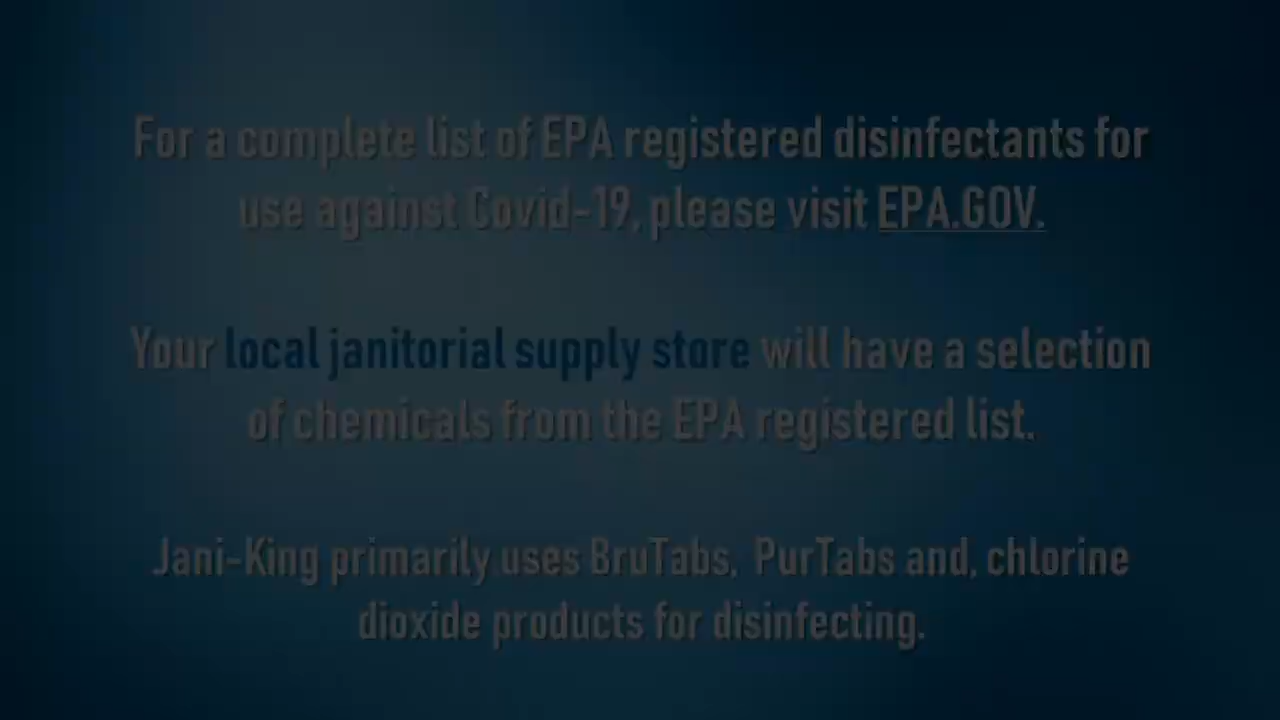 For a complete list of EPA registered disinfectants for
use against Covid-19, please visit EPA.GOV.
Your local janitorial supply store will have a selection
of chemicals from the EPA registered list.
Jani-King primarily uses BruTabs, PurTabs and, chlorine
dioxide products for disinfecting.